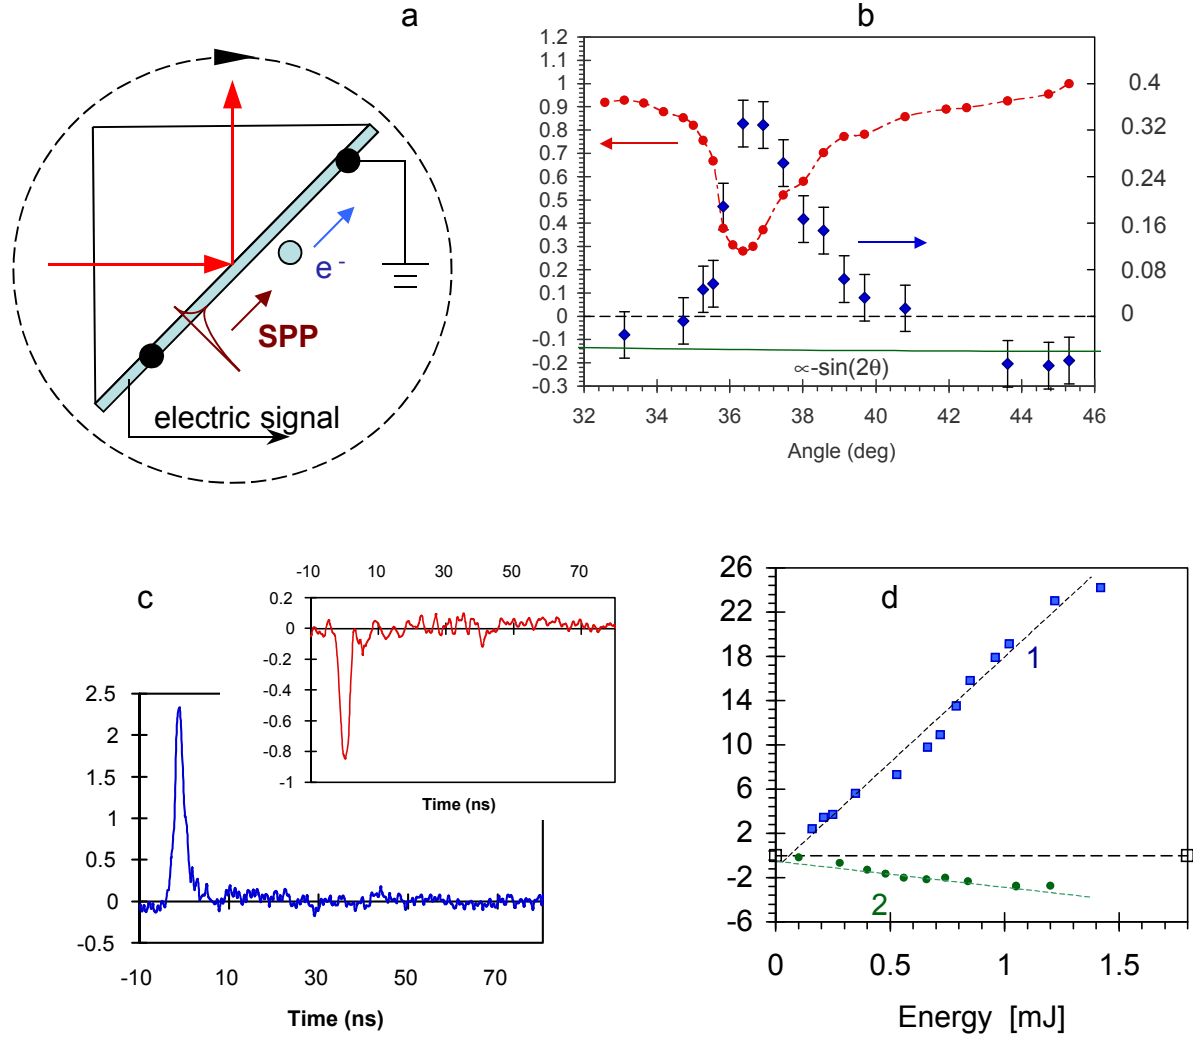 a
SPP
e -
electric signal
b
1.2
1.1
1
0.9
0.8
0.7
0.6
0.5
0.4
0.3
0.2
0.1
0
-0.1
-0.2
-0.3
0.4
0.32
0.24
0.16
0.08
0
∝-sin(2θ)
32 34 36 38 40 42 44 46
Angle (deg)
c
-10 10 30 50 70
0.2
0
-0.2
-0.4
-0.6
-0.8
-1
Time (ns)
2.5
2
1.5
1
0.5
0
-0.5
-10 10 30 50 70
Time (ns)
d
26
22
18
14
10
6
2
-2
-6
1
2
0 0.5 1 1.5
Energy [mJ]